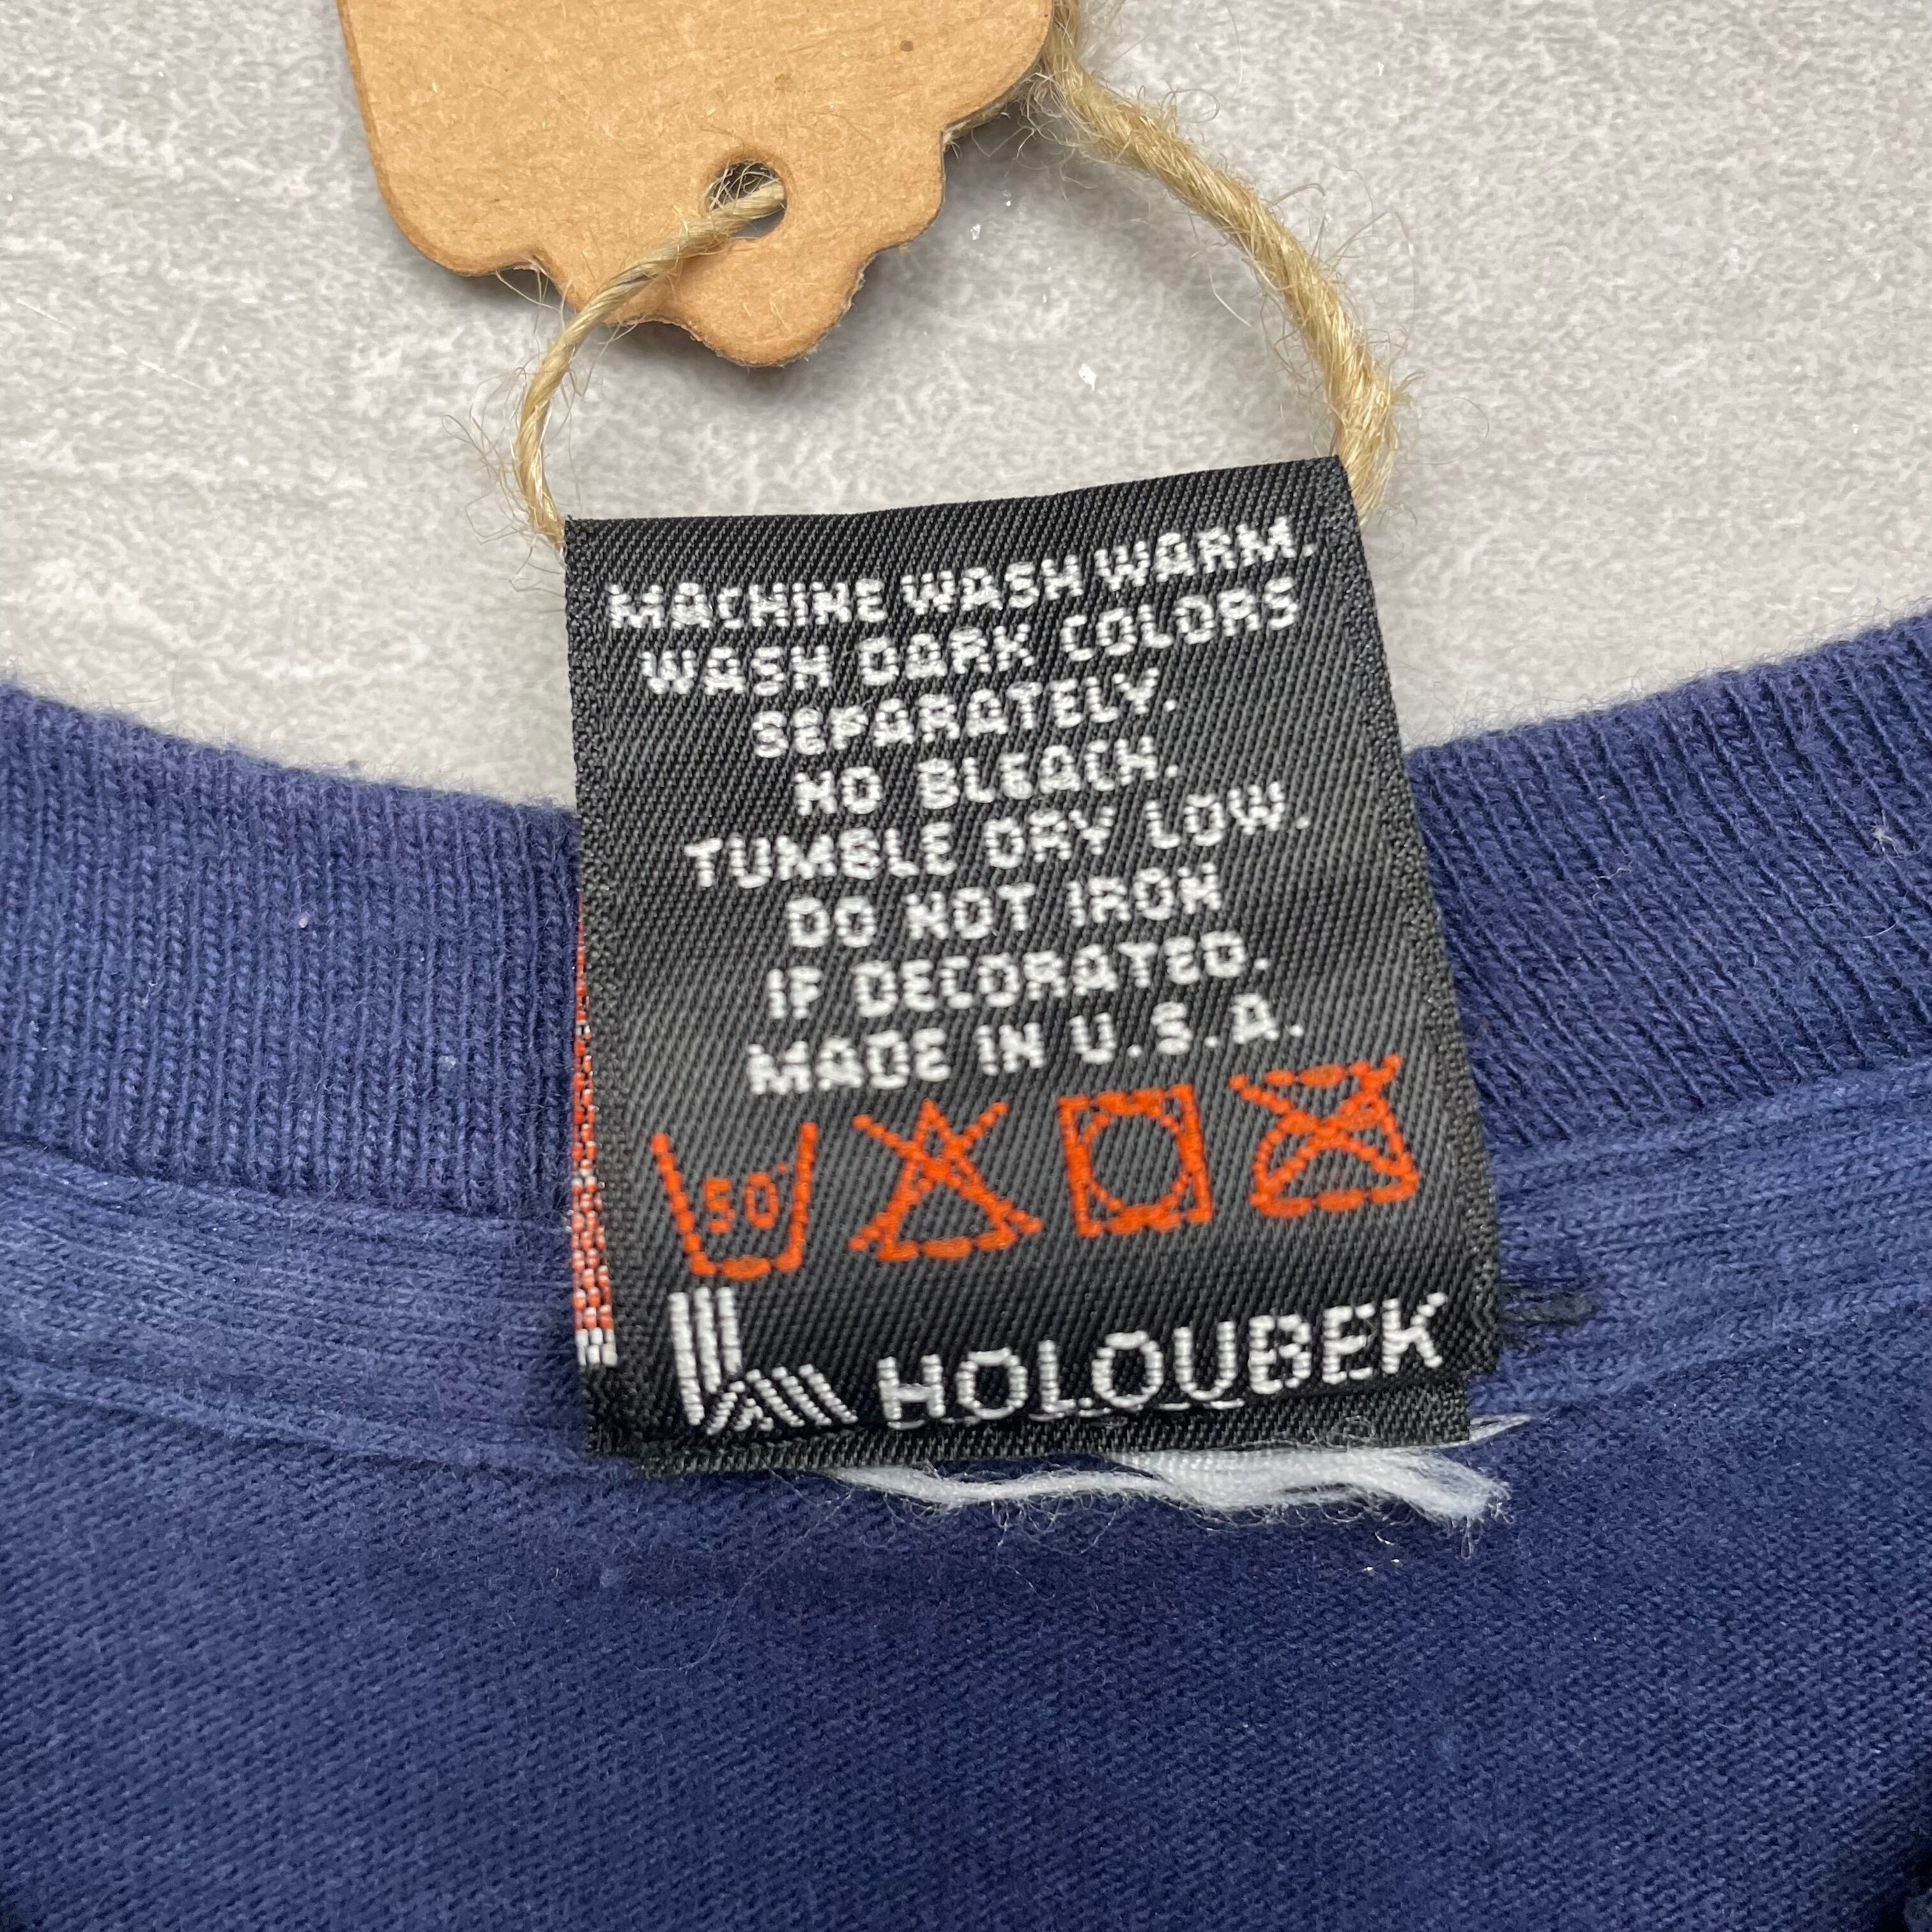 MACHINE WASH WARM.
WASH DARK COLORS
SEPARATELY.
NO BLEACH.
TUMBLE DRY LOW.
DO NOT IRON
IF DECORATED.
MADE IN U.S.A.
50°
HOLOUBEK